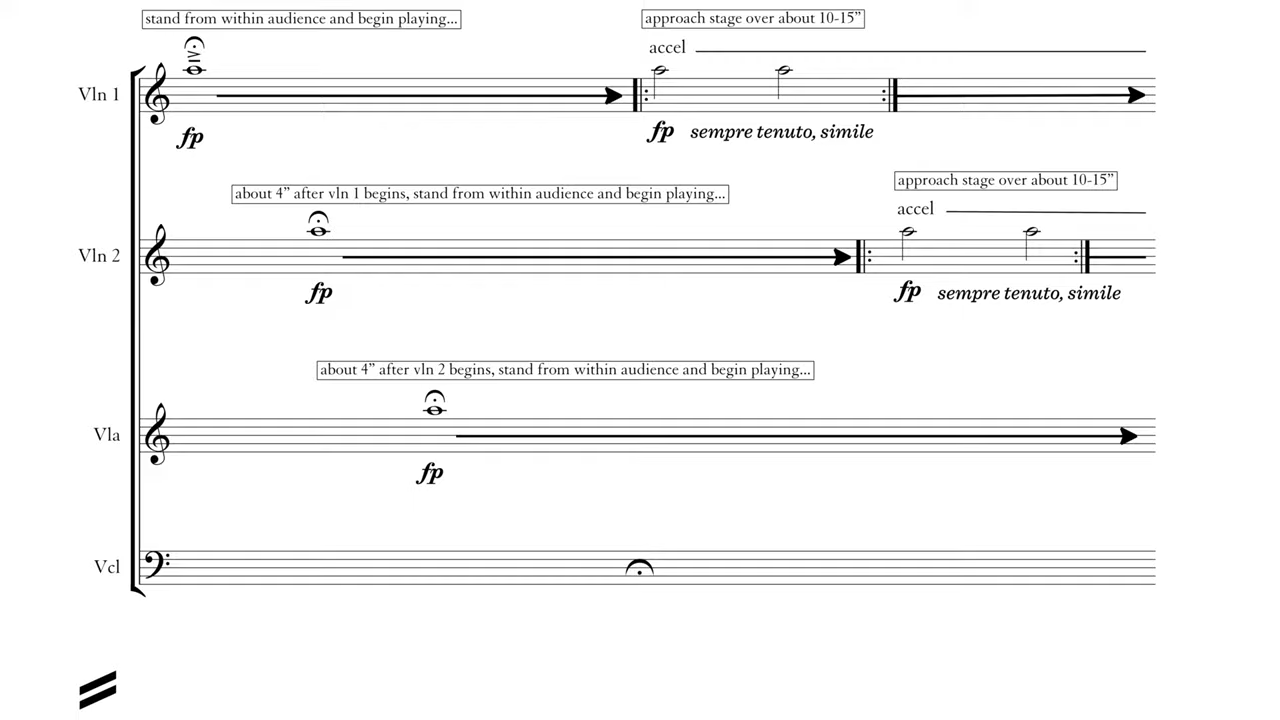 stand from within audience and begin playing...
approach stage over about 10-15”
accel
Vln 1
fp
fp sempre tenuto, simile
about 4” after vln 1 begins, stand from within audience and begin playing...
approach stage over about 10-15”
accel
Vln 2
fp
fp sempre tenuto, simile
about 4” after vln 2 begins, stand from within audience and begin playing...
Vla
fp
Vcl